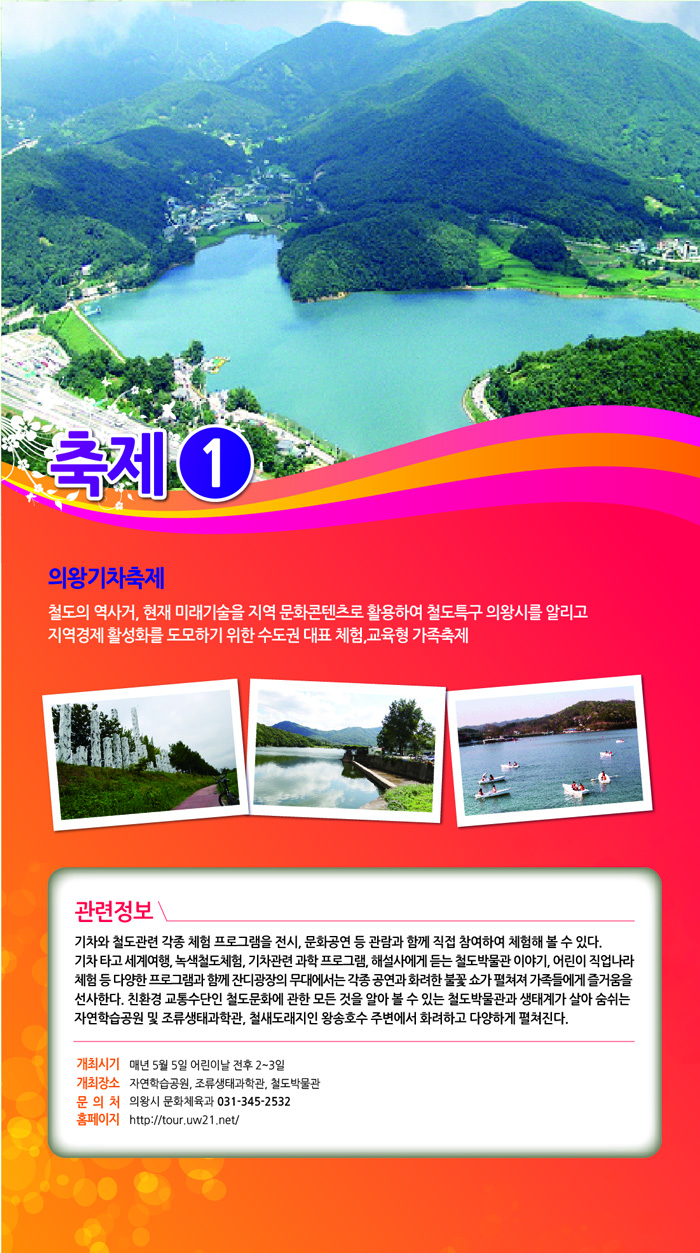 축제 1
의왕기차축제
철도의 역사거, 현재 미래기술을 지역 문화콘텐츠로 활용하여 철도특구 의왕시를 알리고
지역경제 활성화를 도모하기 위한 수도권 대표 체험,교육형 가족축제
관련정보
기차와 철도관련 각종 체험 프로그램을 전시, 문화공연 등 관람과 함께 직접 참여하여 체험해 볼 수 있다.
기차 타고 세계여행, 녹색철도체험, 기차관련 과학 프로그램, 해설사에게 듣는 철도박물관 이야기, 어린이 직업나라
체험 등 다양한 프로그램과 함께 잔디광장의 무대에서는 각종 공연과 화려한 불꽃 쇼가 펼쳐져 가족들에게 즐거움을
선사한다. 친환경 교통수단인 철도문화에 관한 모든 것을 알아 볼 수 있는 철도박물관과 생태계가 살아 숨쉬는
자연학습공원 및 조류생태과학관, 철새도래지인 왕송호수 주변에서 화려하고 다양하게 펼쳐진다.
개최시기 매년 5월 5일 어린이날 전후 2~3일
개최장소 자연학습공원, 조류생태과학관, 철도박물관
문 의 처 의왕시 문화체육과 031-345-2532
홈페이지 http://tour.uw21.net/